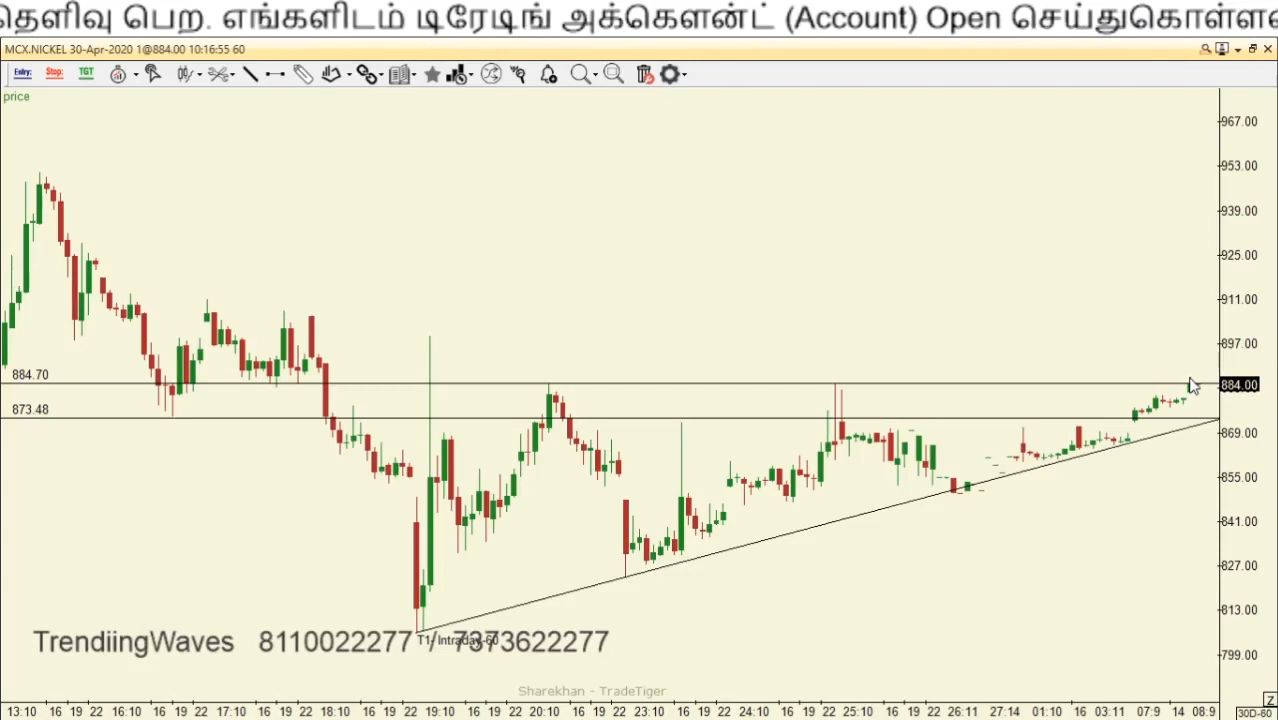 தெளிவு பெற. எங்களிடம் டிரேடிங் அக்கௌன்ட் (Account) Open செய்துகொள்ள
MCX.NICKEL 30-Apr-2020 1@884.00 10:16:55 60
Entry: Stop: TGT
price
967.00
953.00
939.00
925.00
911.00
897.00
884.70
884.00
873.48
869.00
855.00
841.00
827.00
813.00
799.00
TrendiingWaves 8110022277 / 7373622277
T1-Intraday-60
Sharekhan - TradeTiger
13:10 16 19 22 16:10 16 19 22 17:10 16 19 22 18:10 16 19 22 19:10 16 19 22 20:10 16 19 22 23:10 16 19 22 24:10 16 19 22 25:10 16 19 22 26:11 27:14 01:10 16 03:11 07:9 14 08:9
Z
30D-60